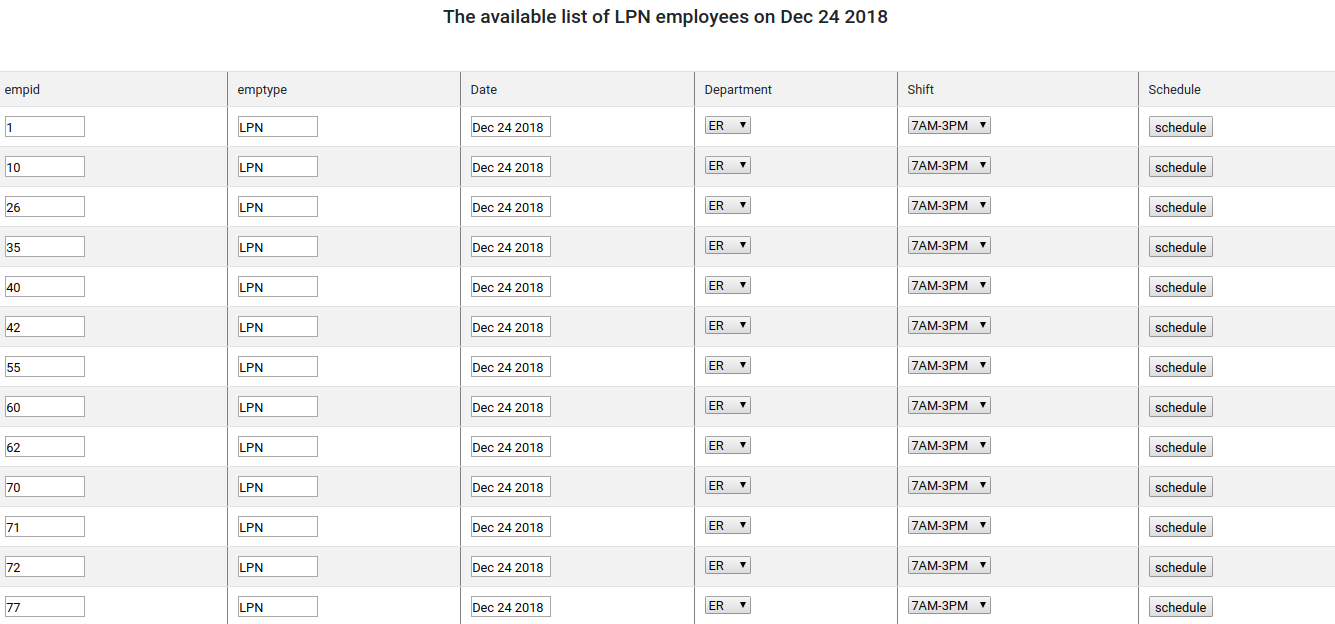 The available list of LPN employees on Dec 24 2018
empid emptype Date Department Shift Schedule
1 LPN Dec 24 2018 ER 7AM-3PM schedule
10 LPN Dec 24 2018 ER 7AM-3PM schedule
26 LPN Dec 24 2018 ER 7AM-3PM schedule
35 LPN Dec 24 2018 ER 7AM-3PM schedule
40 LPN Dec 24 2018 ER 7AM-3PM schedule
42 LPN Dec 24 2018 ER 7AM-3PM schedule
55 LPN Dec 24 2018 ER 7AM-3PM schedule
60 LPN Dec 24 2018 ER 7AM-3PM schedule
62 LPN Dec 24 2018 ER 7AM-3PM schedule
70 LPN Dec 24 2018 ER 7AM-3PM schedule
71 LPN Dec 24 2018 ER 7AM-3PM schedule
72 LPN Dec 24 2018 ER 7AM-3PM schedule
77 LPN Dec 24 2018 ER 7AM-3PM schedule